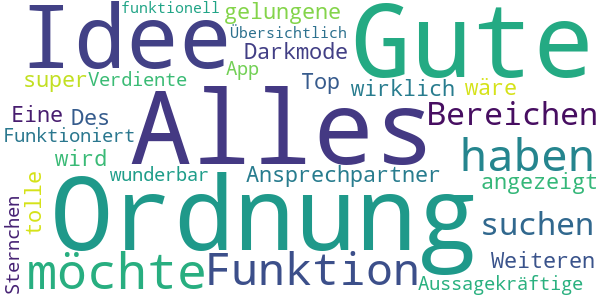 funktionell
Idee
gelungene
Gute
Übersichtlich
Darkmode
App
super
Verdiente
Top
wirklich
wäre
Eine
Des
Alles
Bereichen
Funktioniert
wird
haben
wunderbar
Ansprechpartner
angezeigt
tolle
Sternchen
Ordnung
suchen
möchte
Funktion
Weiteren
Aussagekräftige